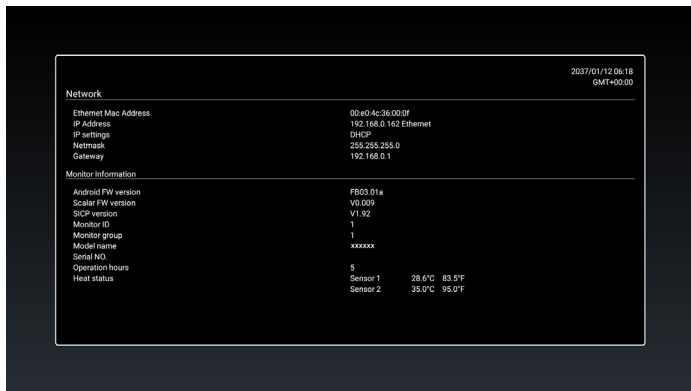 2037/01/12 06:18
GMT+00:00
Network
Ethernet Mac Address 00:e0:4c:36:00:0f
IP Address 192.168.0.162 Ethernet
IP settings DHCP
Netmask 255.255.255.0
Gateway 192.168.0.1
Monitor Information
Android FW version FB03.01a
Scalar FW version V0.009
SICP version V1.92
Monitor ID 1
Monitor group 1
Model name xxxxxx
Serial NO.
Operation hours 5
Heat status Sensor 1 28.6°C 83.5°F
Sensor 2 35.0°C 95.0°F